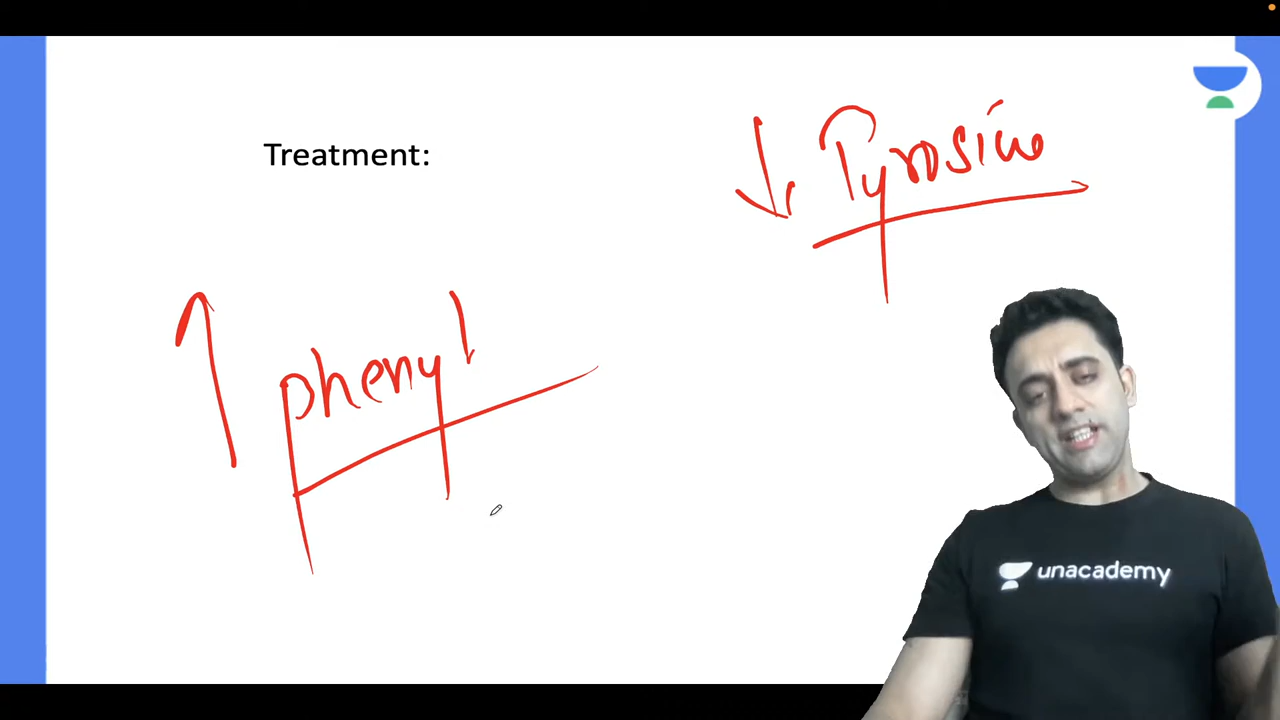 Treatment:
↓ Tyrosine
↑ phenyl
unacademy